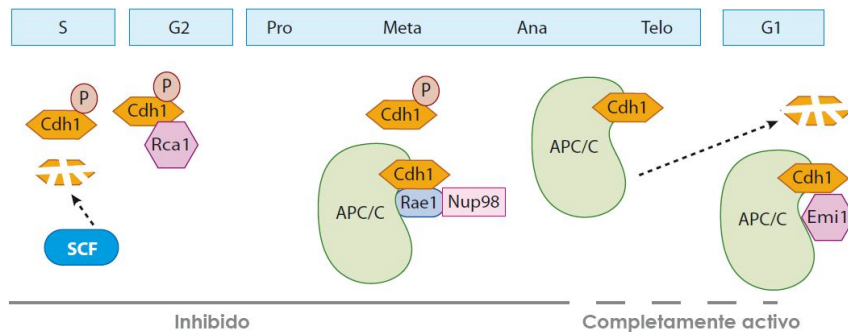 S
G2
Pro Meta Ana Telo
G1
P
Cdh1
SCF
P
Cdh1
Rca1
P
Cdh1
APC/C
Cdh1
Rae1
Nup98
APC/C
Cdh1
APC/C
Cdh1
Emi1
Inhibido
Completamente activo